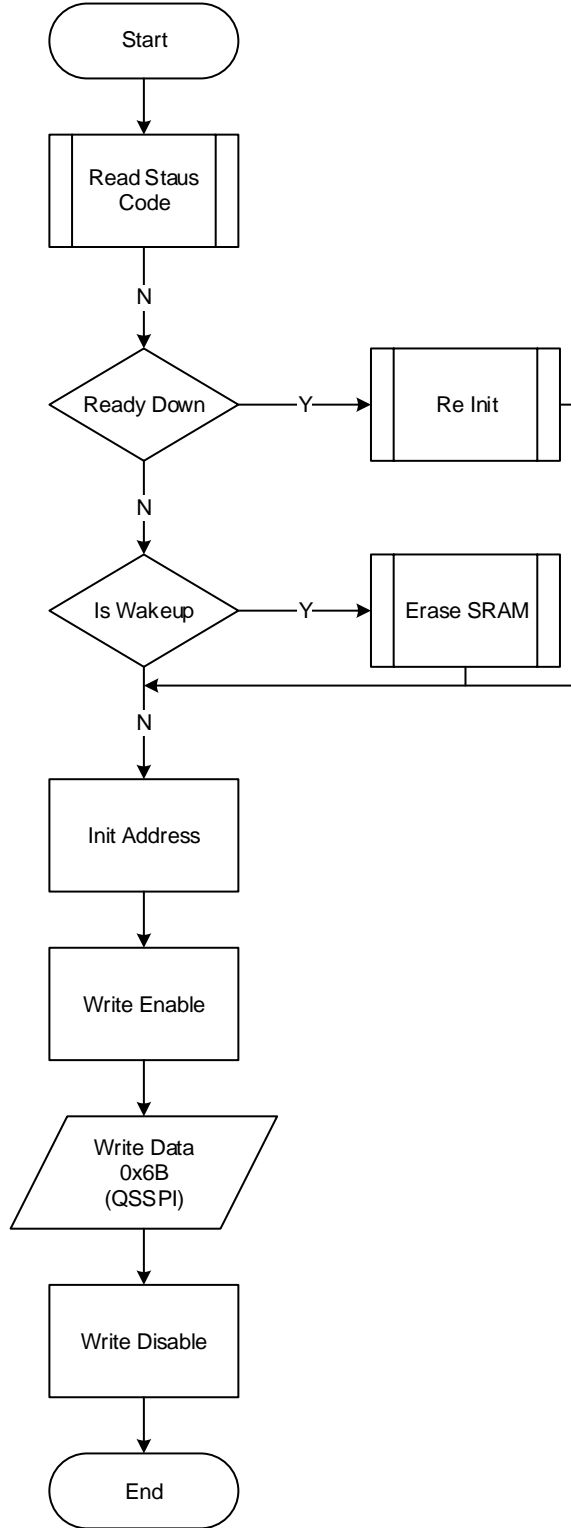 Start
Read Staus
Code
N
Ready Down
Y
Re Init
N
Is Wakeup
Y
Erase SRAM
N
Init Address
Write Enable
Write Data
0x6B
(QSSPI)
Write Disable
End